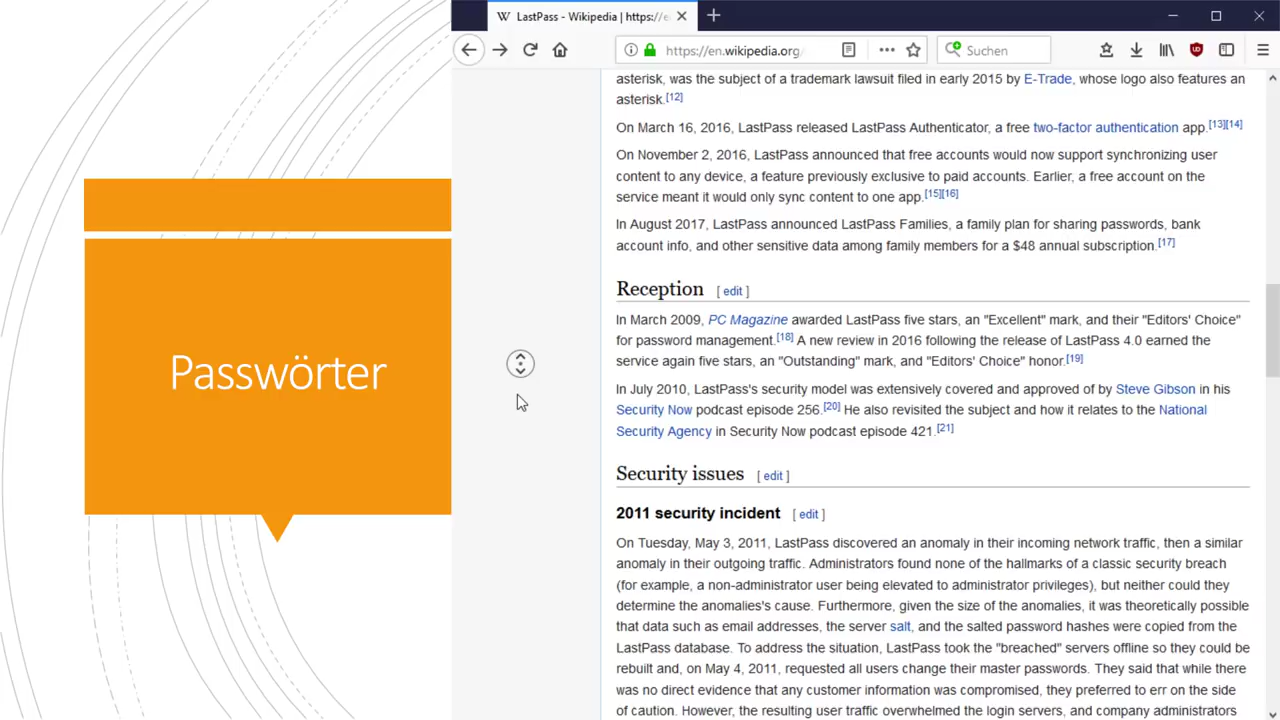 Passwörter
LastPass - Wikipedia | https://e
https://en.wikipedia.org
Suchen
asterisk, was the subject of a trademark lawsuit filed in early 2015 by E-Trade, whose logo also features an
asterisk.[12]
On March 16, 2016, LastPass released LastPass Authenticator, a free two-factor authentication app.[13][14]
On November 2, 2016, LastPass announced that free accounts would now support synchronizing user
content to any device, a feature previously exclusive to paid accounts. Earlier, a free account on the
service meant it would only sync content to one app.[15][16]
In August 2017, LastPass announced LastPass Families, a family plan for sharing passwords, bank
account info, and other sensitive data among family members for a $48 annual subscription.[17]
Reception [ edit ]
In March 2009, PC Magazine awarded LastPass five stars, an "Excellent" mark, and their "Editors' Choice"
for password management.[18] A new review in 2016 following the release of LastPass 4.0 earned the
service again five stars, an "Outstanding" mark, and "Editors' Choice" honor.[19]
In July 2010, LastPass's security model was extensively covered and approved of by Steve Gibson in his
Security Now podcast episode 256.[20] He also revisited the subject and how it relates to the National
Security Agency in Security Now podcast episode 421.[21]
Security issues [ edit ]
2011 security incident [ edit ]
On Tuesday, May 3, 2011, LastPass discovered an anomaly in their incoming network traffic, then a similar
anomaly in their outgoing traffic. Administrators found none of the hallmarks of a classic security breach
(for example, a non-administrator user being elevated to administrator privileges), but neither could they
determine the anomalies's cause. Furthermore, given the size of the anomalies, it was theoretically possible
that data such as email addresses, the server salt, and the salted password hashes were copied from the
LastPass database. To address the situation, LastPass took the "breached" servers offline so they could be
rebuilt and, on May 4, 2011, requested all users change their master passwords. They said that while there
was no direct evidence that any customer information was compromised, they preferred to err on the side
of caution. However, the resulting user traffic overwhelmed the login servers, and company administrators